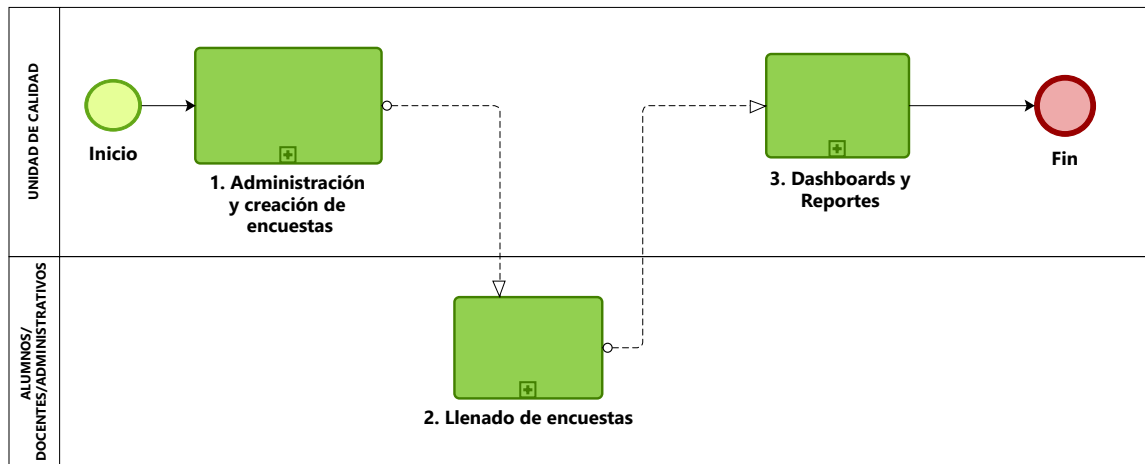 UNIDAD DE CALIDAD
Inicio
1. Administración
y creación de
encuestas
3. Dashboards y
Reportes
Fin
ALUMNOS/
DOCENTES/ADMINISTRATIVOS
2. Llenado de encuestas